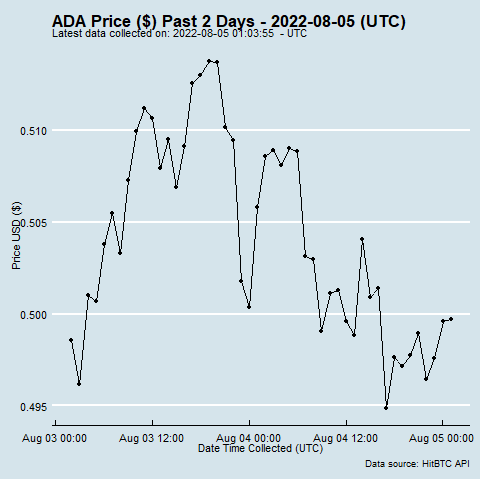 ADA Price ($) Past 2 Days - 2022-08-05 (UTC)
Latest data collected on: 2022-08-05 01:03:55  - UTC
0.510
0.505
0.500
0.495
Price USD ($)
Aug 03 00:00 Aug 03 12:00 Aug 04 00:00 Aug 04 12:00 Aug 05 00:00
Date Time Collected (UTC)
Data source: HitBTC API